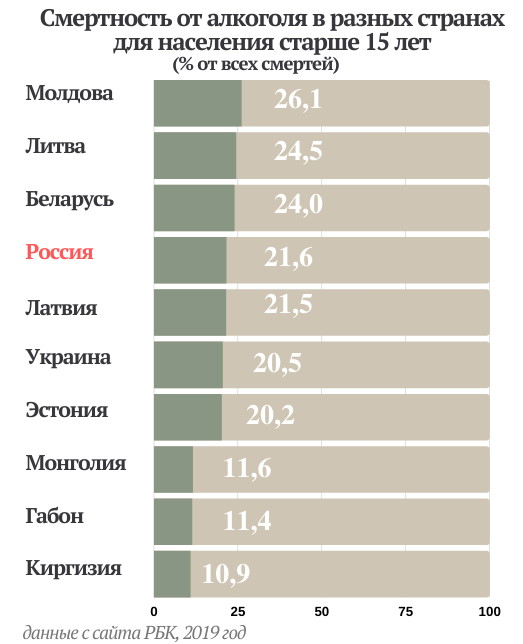 Смертность от алкоголя в разных странах
для населения старше 15 лет
(% от всех смертей)
Молдова 26,1
Литва 24,5
Беларусь 24,0
Россия 21,6
Латвия 21,5
Украина 20,5
Эстония 20,2
Монголия 11,6
Габон 11,4
Киргизия 10,9
0 25 50 75 100
данные с сайта РБК, 2019 год